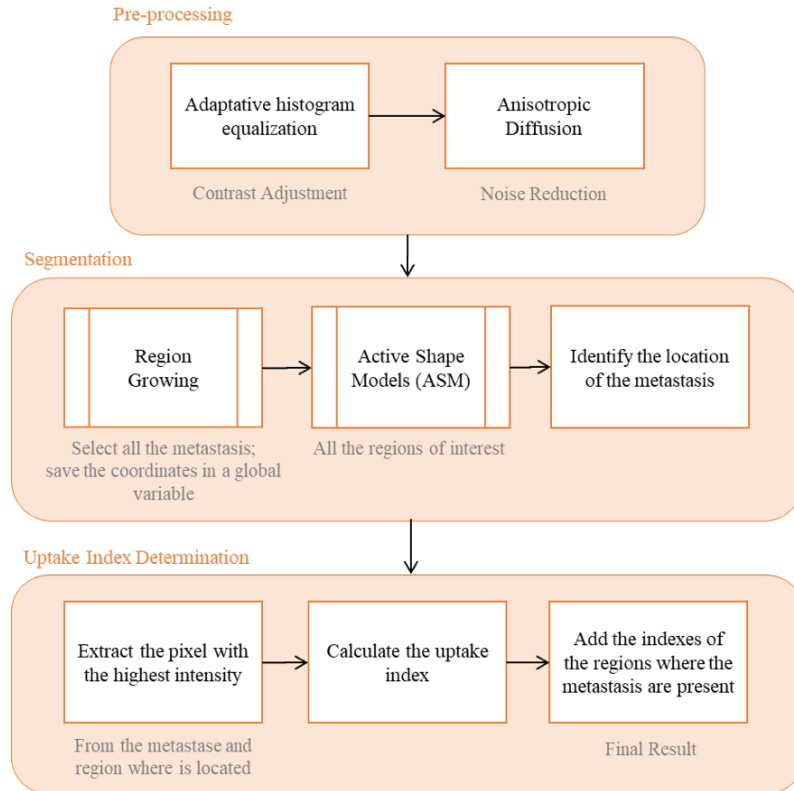 Pre-processing
Adaptative histogram
equalization
Anisotropic
Diffusion
Contrast Adjustment
Noise Reduction
Segmentation
Region
Growing
Active Shape
Models (ASM)
Identify the location
of the metastasis
Select all the metastasis;
save the coordinates in a global
variable
All the regions of interest
Uptake Index Determination
Extract the pixel with
the highest intensity
Calculate the uptake
index
Add the indexes of
the regions where the
metastasis are present
From the metastase and
region where is located
Final Result